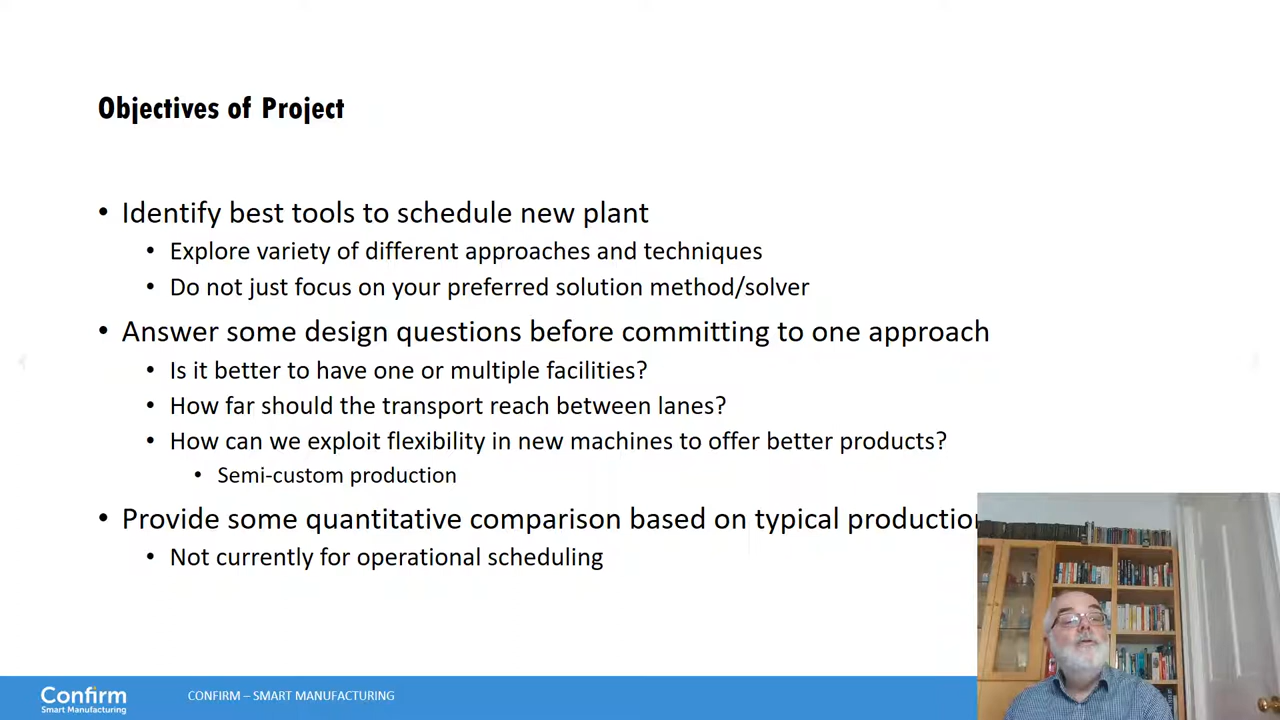 Objectives of Project
• Identify best tools to schedule new plant
• Explore variety of different approaches and techniques
• Do not just focus on your preferred solution method/solver
• Answer some design questions before committing to one approach
• Is it better to have one or multiple facilities?
• How far should the transport reach between lanes?
• How can we exploit flexibility in new machines to offer better products?
• Semi-custom production
• Provide some quantitative comparison based on typical production
• Not currently for operational scheduling
Confirm
Smart Manufacturing
CONFIRM – SMART MANUFACTURING